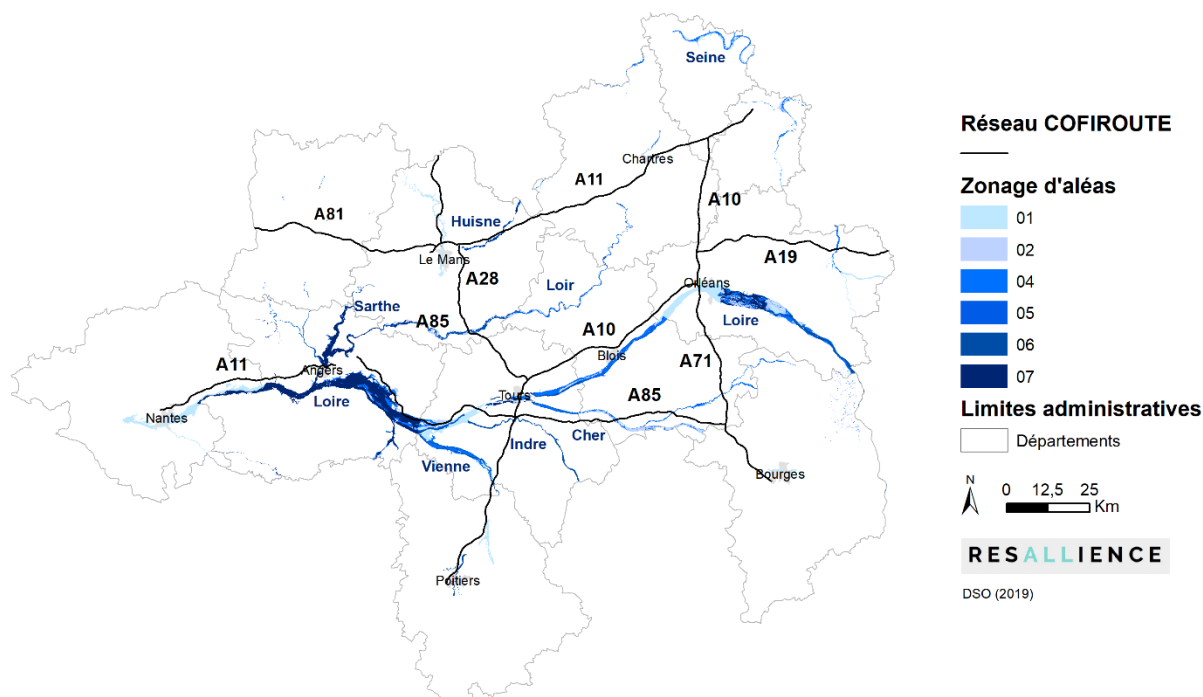 Seine
Chartres
A11
A10
A81
Huisne
Le Mans
A28
A19
Loir
Orléans
Sarthe
A85
A10
Loire
Blois
A71
A11
Angers
Tours
A85
Loire
Nantes
Indre
Cher
Vienne
Bourges
Poitiers
Réseau COFIROUTE
Zonage d'aléas
01
02
04
05
06
07
Limites administratives
Départements
N
0 12,5 25
Km
RESALLIENCE
DSO (2019)